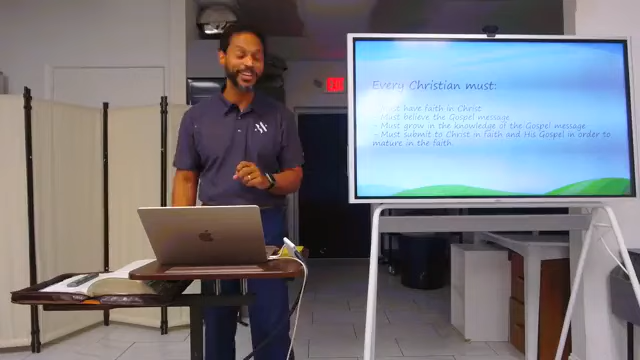 Every Christian must:
Must have faith in Christ
Must believe the Gospel message
Must grow in the knowledge of the Gospel message
Must submit to Christ in faith and His Gospel in order to
mature in the faith.
EXIT